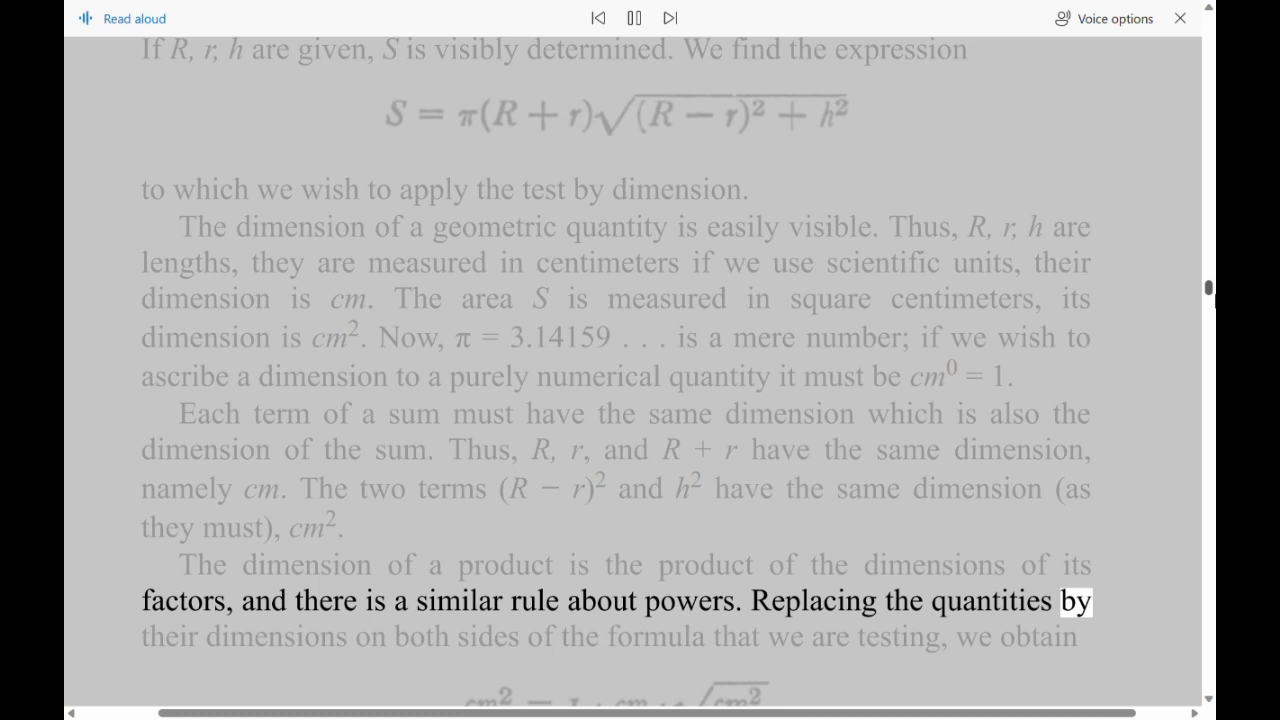 Read aloud
Voice options
If R, r, h are given, S is visibly determined. We find the expression
S = π(R + r)√(R − r)² + h²
to which we wish to apply the test by dimension.
The dimension of a geometric quantity is easily visible. Thus, R, r, h are
lengths, they are measured in centimeters if we use scientific units, their
dimension is cm. The area S is measured in square centimeters, its
dimension is cm². Now, π = 3.14159 . . . is a mere number; if we wish to
ascribe a dimension to a purely numerical quantity it must be cm⁰ = 1.
Each term of a sum must have the same dimension which is also the
dimension of the sum. Thus, R, r, and R + r have the same dimension,
namely cm. The two terms (R − r)² and h² have the same dimension (as
they must), cm².
The dimension of a product is the product of the dimensions of its
factors, and there is a similar rule about powers. Replacing the quantities by
their dimensions on both sides of the formula that we are testing, we obtain